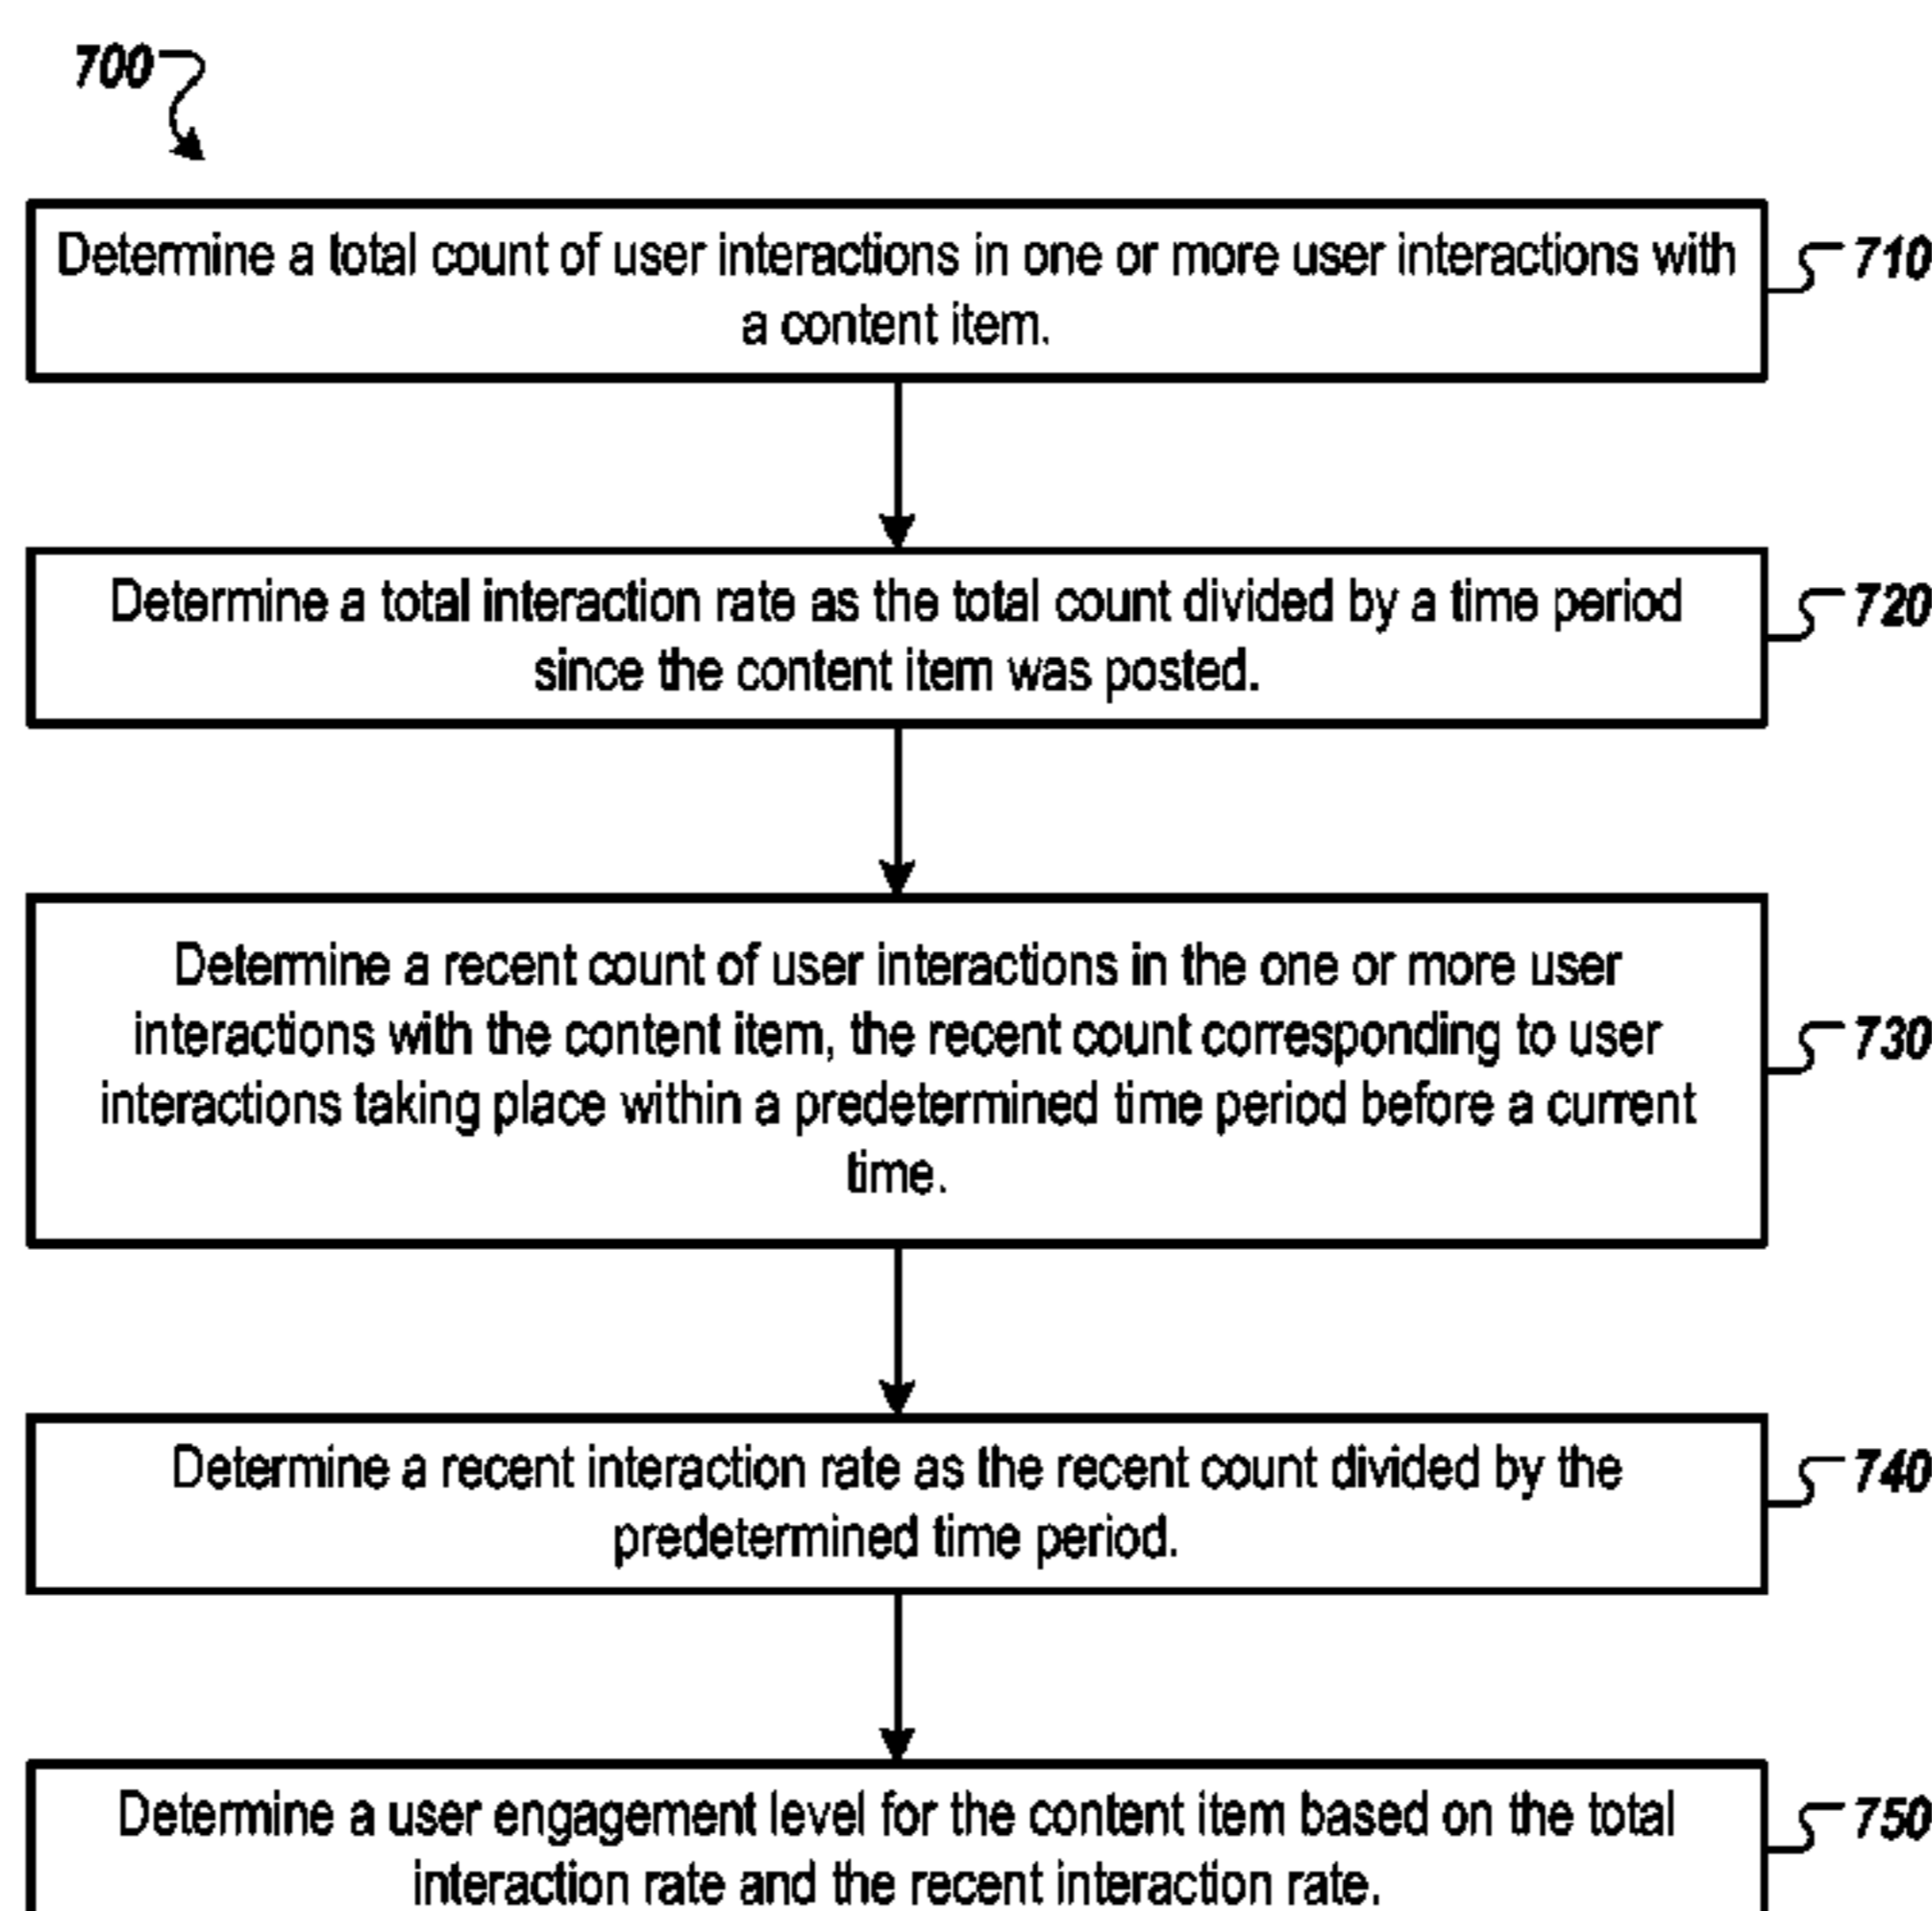 700
Determine a total count of user interactions in one or more user interactions with
a content item.
710
Determine a total interaction rate as the total count divided by a time period
since the content item was posted.
720
Determine a recent count of user interactions in the one or more user
interactions with the content item, the recent count corresponding to user
interactions taking place within a predetermined time period before a current
time.
730
Determine a recent interaction rate as the recent count divided by the
predetermined time period.
740
Determine a user engagement level for the content item based on the total
interaction rate and the recent interaction rate.
750